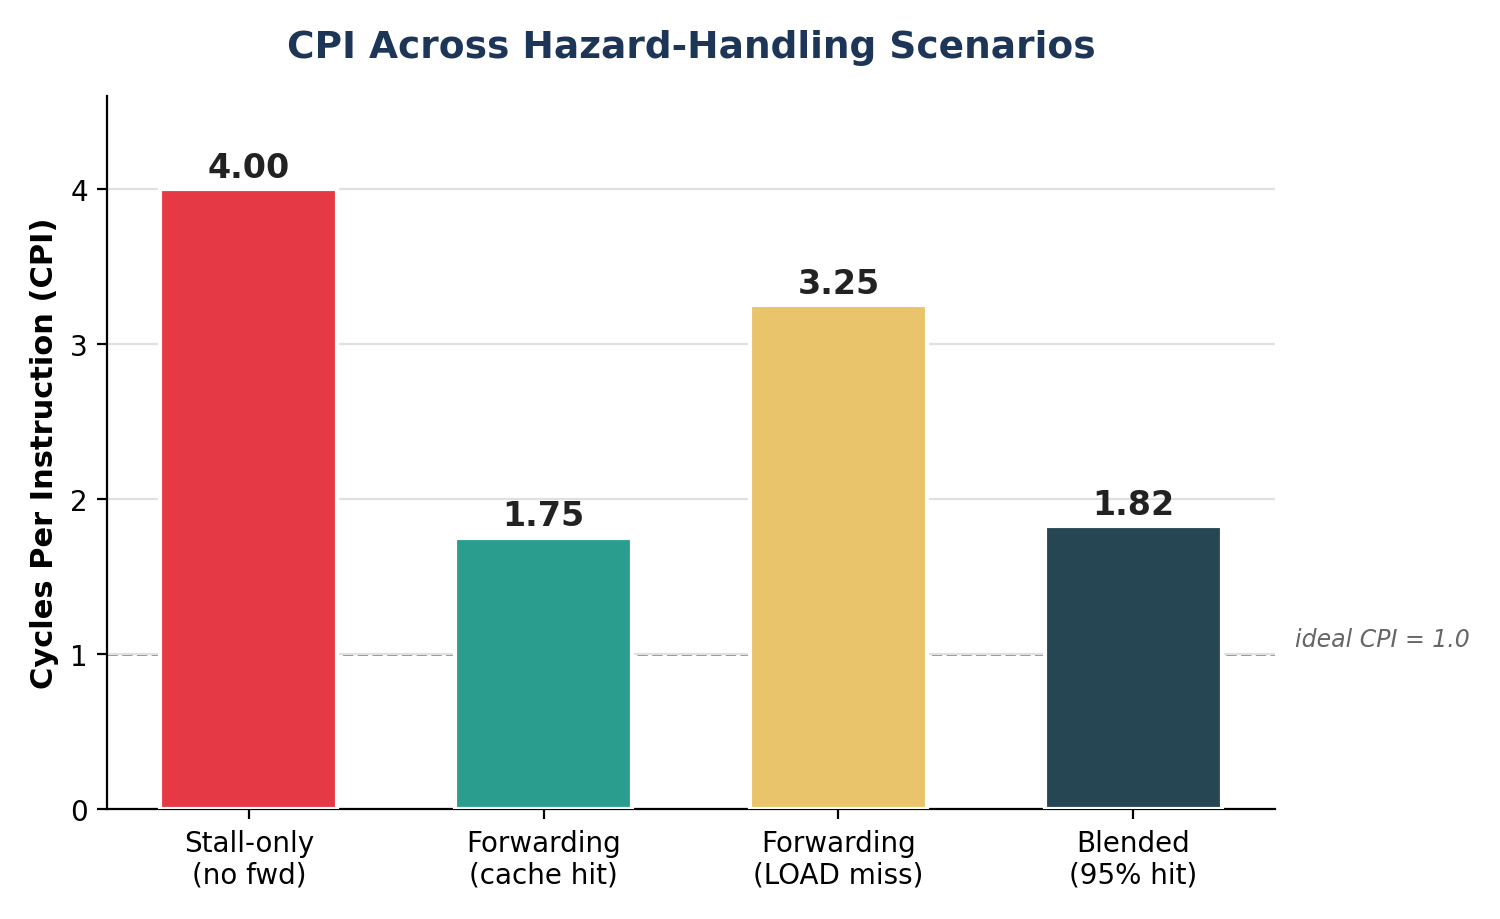 CPI Across Hazard-Handling Scenarios
Cycles Per Instruction (CPI)
4
3
2
1
0
4.00
1.75
3.25
1.82
ideal CPI = 1.0
Stall-only
(no fwd)
Forwarding
(cache hit)
Forwarding
(LOAD miss)
Blended
(95% hit)